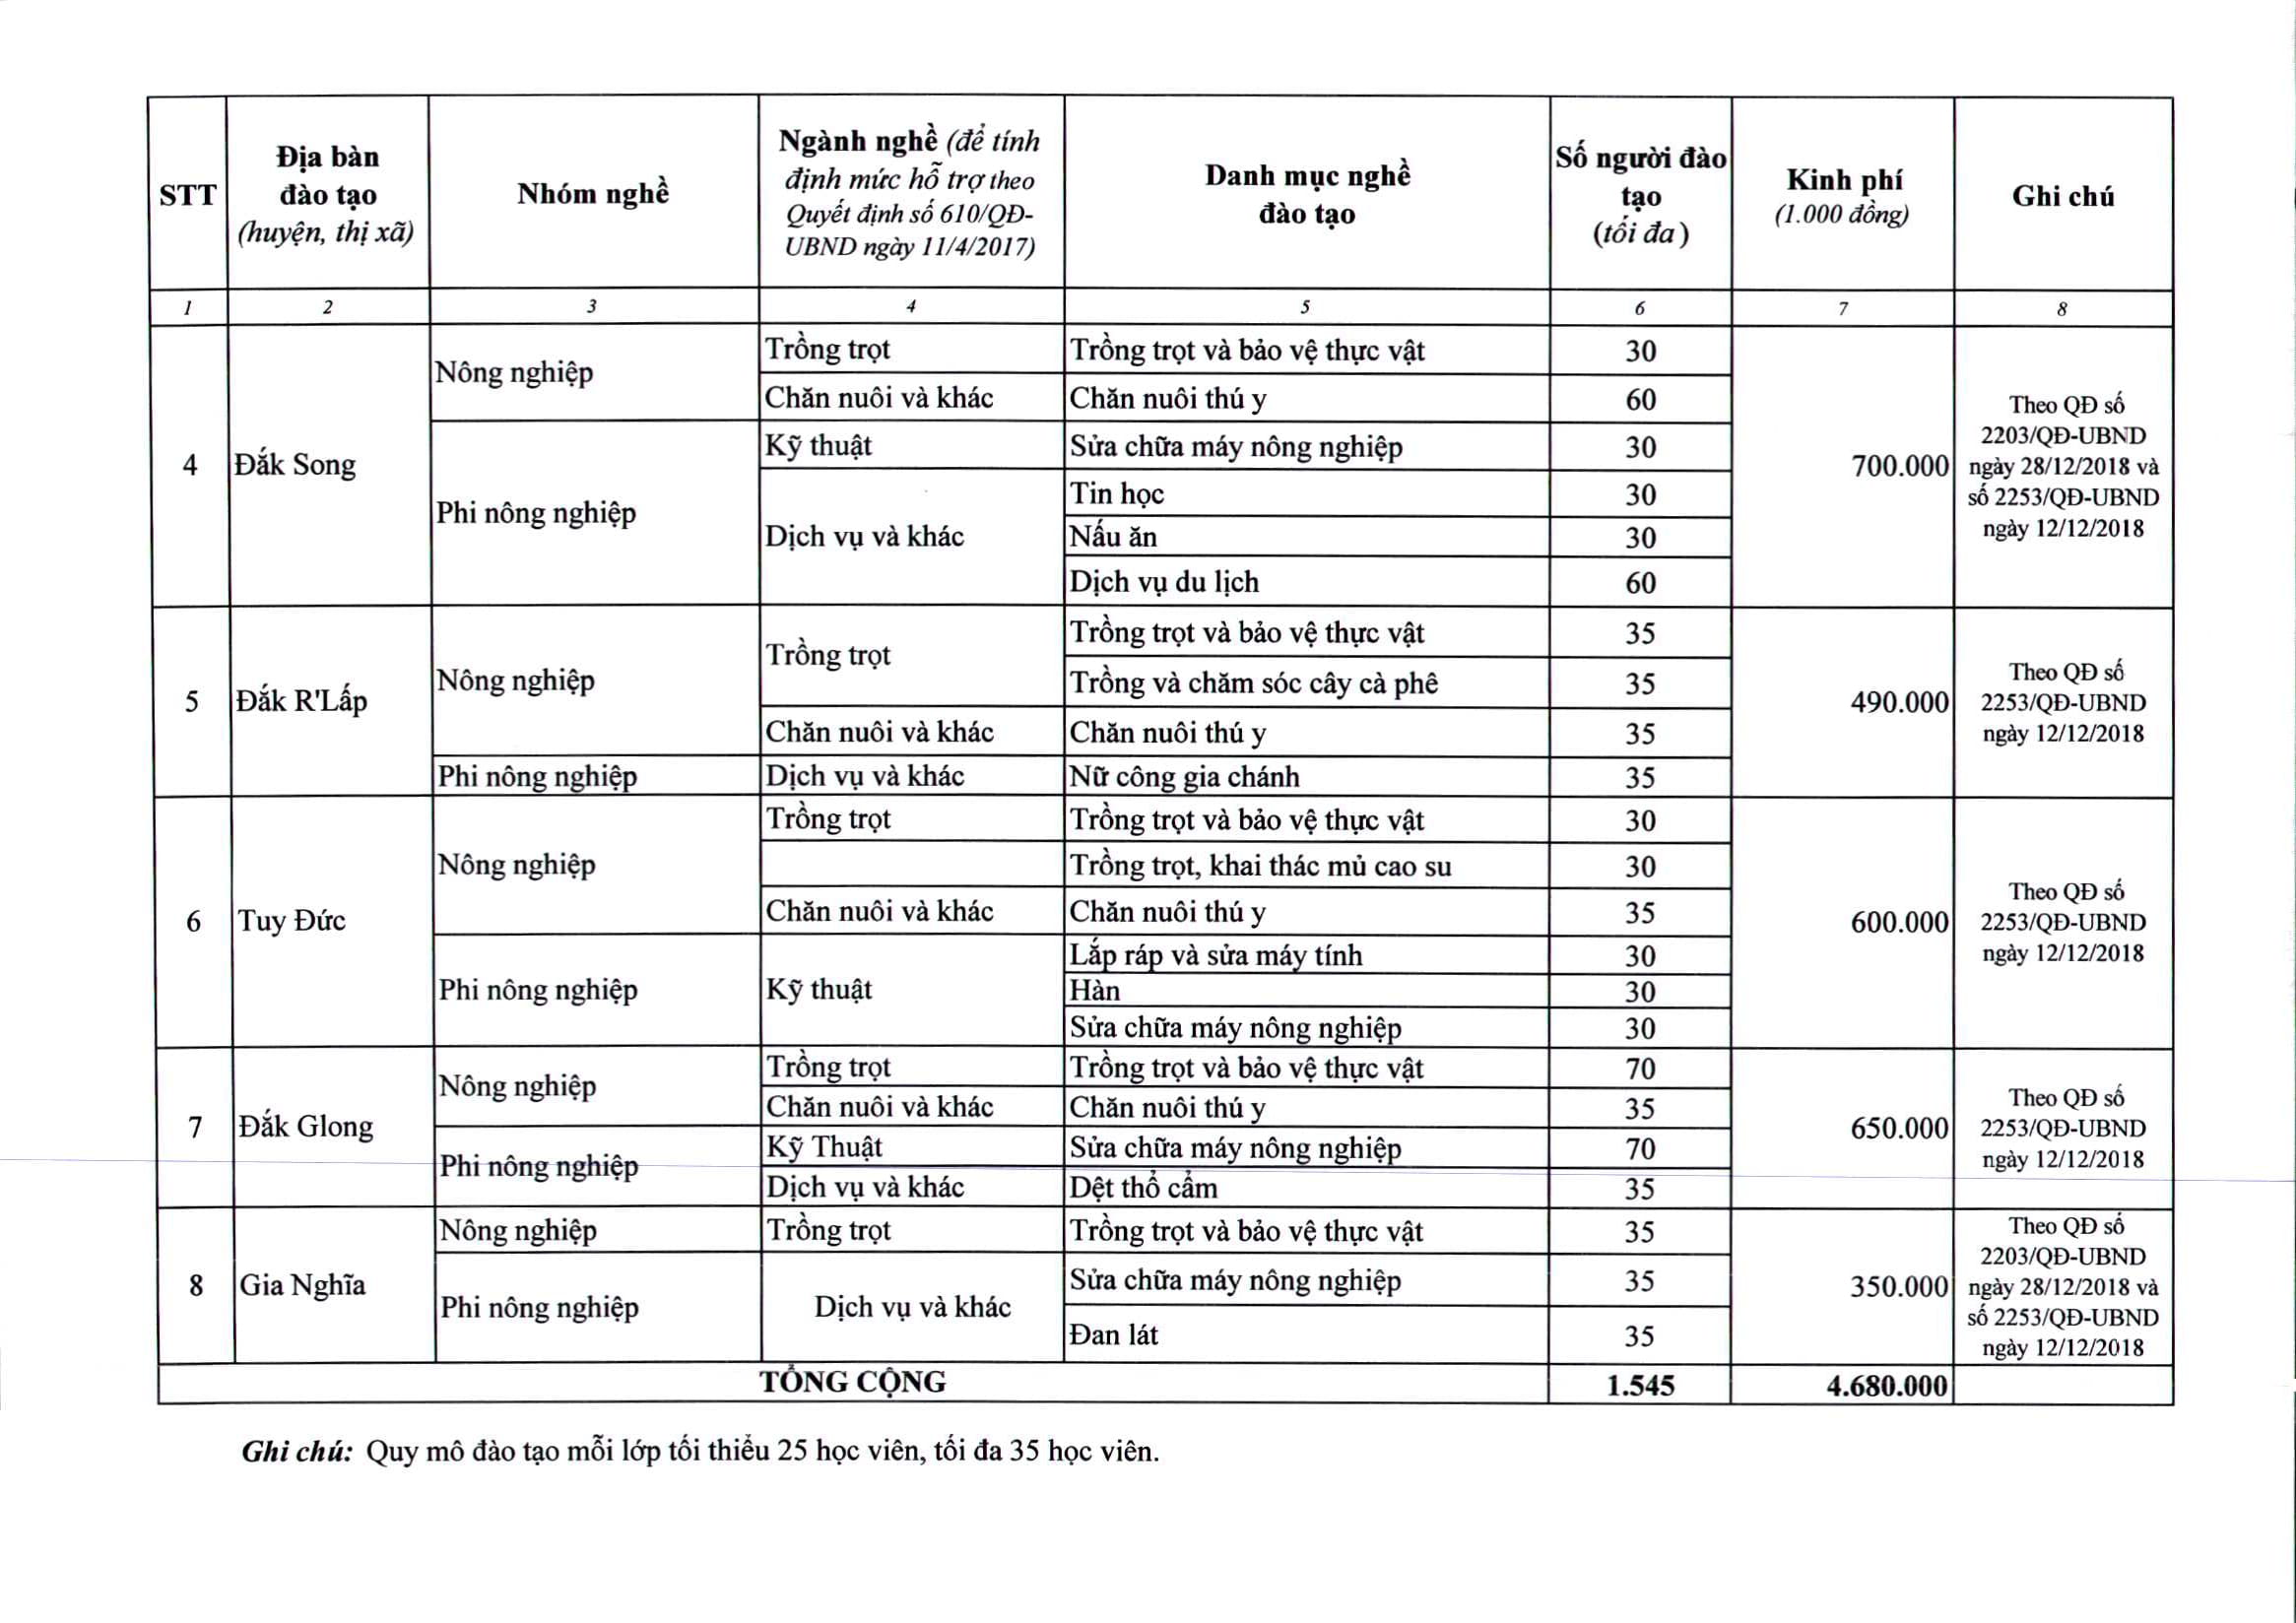 STT
Địa bàn
đào tạo
(huyện, thị xã)
Nhóm nghề
Ngành nghề (để tính
định mức hỗ trợ theo
Quyết định số 610/QĐ-
UBND ngày 11/4/2017)
Danh mục nghề
đào tạo
Số người đào
tạo
(tối đa)
Kinh phí
(1.000 đồng)
Ghi chú
1 2 3 4 5 6 7 8
4
Đắk Song
Nông nghiệp
Trồng trọt
Trồng trọt và bảo vệ thực vật
30
Chăn nuôi và khác
Chăn nuôi thú y
60
Phi nông nghiệp
Kỹ thuật
Sửa chữa máy nông nghiệp
30
Dịch vụ và khác
Tin học
30
Nấu ăn
30
Dịch vụ du lịch
60
700.000
Theo QĐ số
2203/QĐ-UBND
ngày 28/12/2018 và
số 2253/QĐ-UBND
ngày 12/12/2018
5
Đắk R'Lấp
Nông nghiệp
Trồng trọt
Trồng trọt và bảo vệ thực vật
35
Trồng và chăm sóc cây cà phê
35
Chăn nuôi và khác
Chăn nuôi thú y
35
Phi nông nghiệp
Dịch vụ và khác
Nữ công gia chánh
35
490.000
Theo QĐ số
2253/QĐ-UBND
ngày 12/12/2018
6
Tuy Đức
Nông nghiệp
Trồng trọt
Trồng trọt và bảo vệ thực vật
30
Trồng trọt, khai thác mủ cao su
30
Chăn nuôi và khác
Chăn nuôi thú y
35
Phi nông nghiệp
Kỹ thuật
Lắp ráp và sửa máy tính
30
Hàn
30
Sửa chữa máy nông nghiệp
30
600.000
Theo QĐ số
2253/QĐ-UBND
ngày 12/12/2018
7
Đắk Glong
Nông nghiệp
Trồng trọt
Trồng trọt và bảo vệ thực vật
70
Chăn nuôi và khác
Chăn nuôi thú y
35
Phi nông nghiệp
Kỹ Thuật
Sửa chữa máy nông nghiệp
70
Dịch vụ và khác
Dệt thổ cẩm
35
650.000
Theo QĐ số
2253/QĐ-UBND
ngày 12/12/2018
8
Gia Nghĩa
Nông nghiệp
Trồng trọt
Trồng trọt và bảo vệ thực vật
35
Phi nông nghiệp
Dịch vụ và khác
Sửa chữa máy nông nghiệp
35
Đan lát
35
350.000
Theo QĐ số
2203/QĐ-UBND
ngày 28/12/2018 và
số 2253/QĐ-UBND
ngày 12/12/2018
TỔNG CỘNG
1.545
4.680.000
Ghi chú: Quy mô đào tạo mỗi lớp tối thiểu 25 học viên, tối đa 35 học viên.